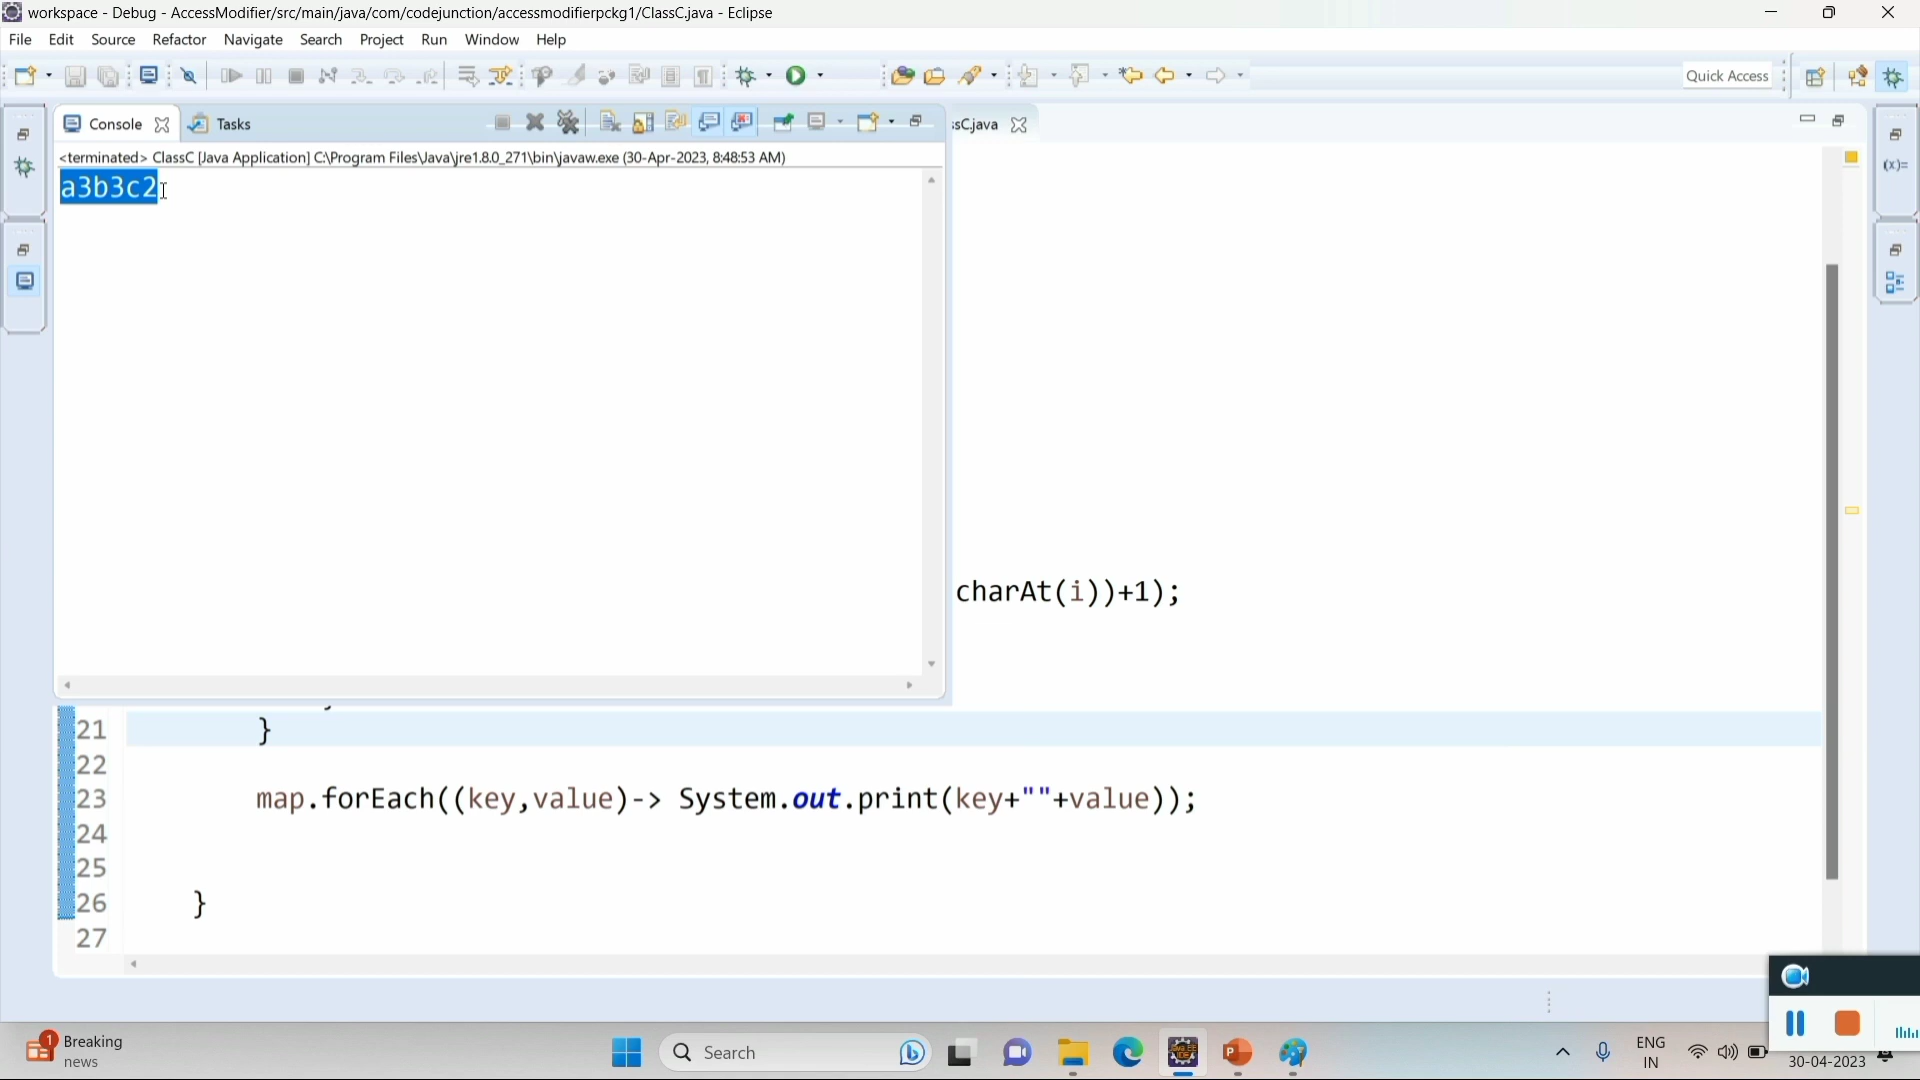 workspace - Debug - AccessModifier/src/main/java/com/codejunction/accessmodifierpckg1/ClassC.java - Eclipse
File Edit Source Refactor Navigate Search Project Run Window Help
Quick Access
Console Tasks
sC.java
<terminated> ClassC [Java Application] C:\Program Files\Java\jre1.8.0_271\bin\javaw.exe (30-Apr-2023, 8:48:53 AM)
a3b3c2
(x)=
charAt(i))+1);
21 }
22
23 map.forEach((key,value)-> System.out.print(key+""+value));
24
25
26 }
27
1 Breaking
news
Search
ENG
IN
30-04-2023